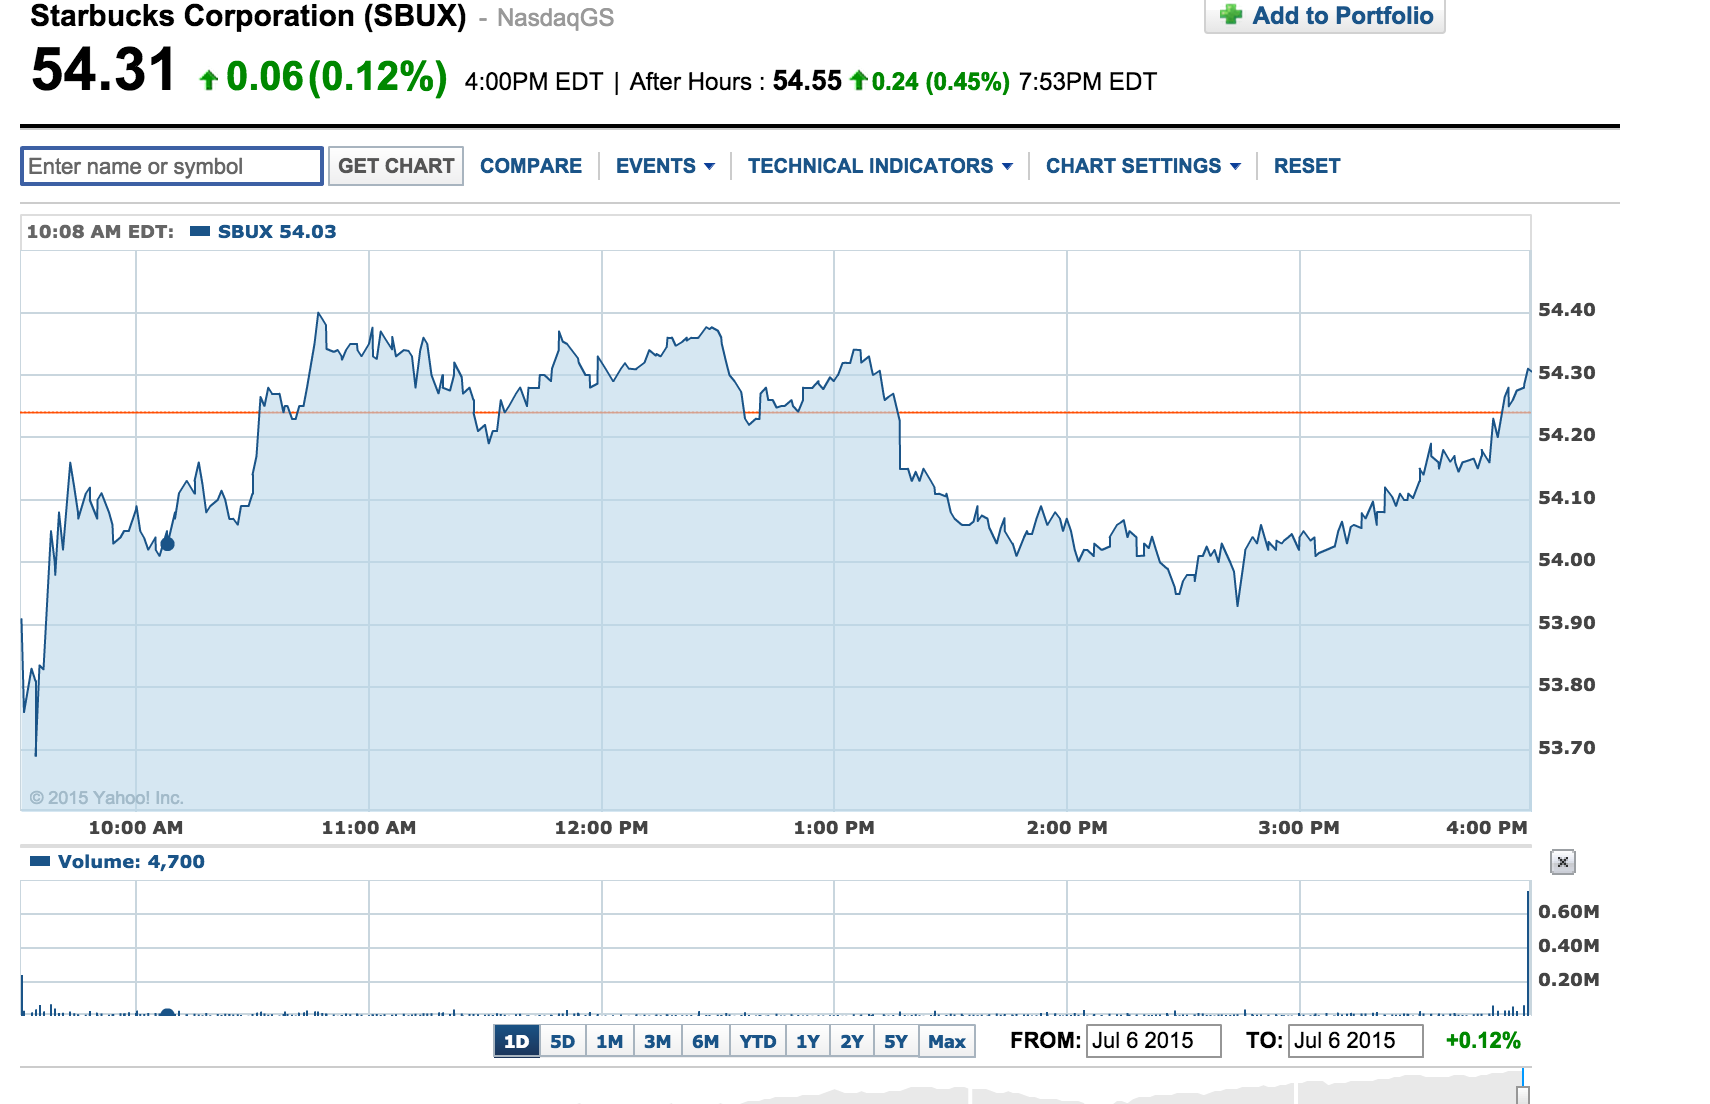 Starbucks Corporation (SBUX) - NasdaqGS
Add to Portfolio
54.31 0.06(0.12%) 4:00PM EDT | After Hours : 54.55 0.24 (0.45%) 7:53PM EDT
Enter name or symbol GET CHART COMPARE EVENTS TECHNICAL INDICATORS CHART SETTINGS RESET
10:08 AM EDT: SBUX 54.03
54.40
54.30
54.20
54.10
54.00
53.90
53.80
53.70
© 2015 Yahoo! Inc.
10:00 AM 11:00 AM 12:00 PM 1:00 PM 2:00 PM 3:00 PM 4:00 PM
Volume: 4,700
0.60M
0.40M
0.20M
1D 5D 1M 3M 6M YTD 1Y 2Y 5Y Max FROM: Jul 6 2015 TO: Jul 6 2015 +0.12%